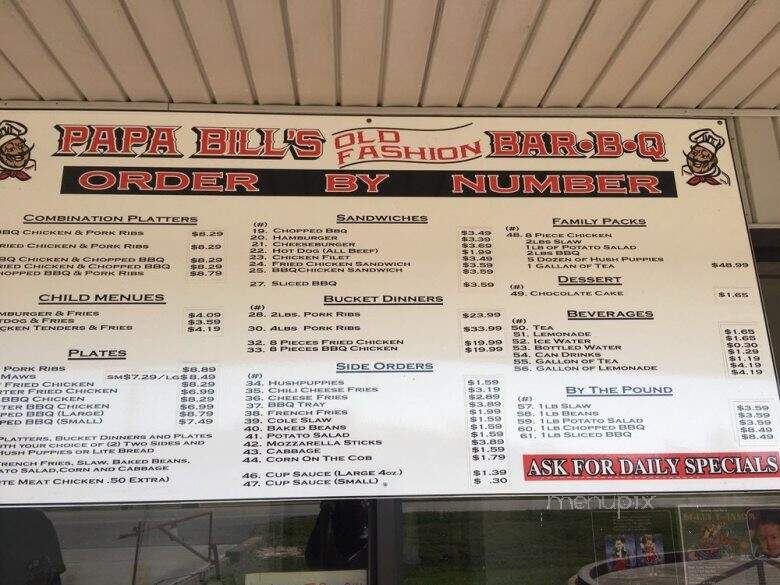 PAPA BILL'S OLD FASHION BAR•B•Q
ORDER BY NUMBER
COMBINATION PLATTERS
BQ CHICKEN & PORK RIBS $8.29
RIED CHICKEN & PORK RIBS $8.29
BQ CHICKEN & CHOPPED BBQ $8.29
RIED CHICKEN & CHOPPED BBQ $8.29
HOPPED BBQ & PORK RIBS $8.79
CHILD MENUES
MBURGER & FRIES $4.09
TDOG & FRIES $3.59
CKEN TENDERS & FRIES $4.19
PLATES
PORK RIBS $8.89
MAWS SM$7.29/LG$8.49
FRIED CHICKEN $8.29
RTER FRIED CHICKEN $6.99
BBQ CHICKEN $8.29
TER BBQ CHICKEN $6.99
PED BBQ (LARGE) $8.79
PED BBQ (SMALL) $7.49
PLATTERS, BUCKET DINNERS AND PLATES
TH YOUR CHOICE OF (2) TWO SIDES AND
HUSH PUPPIES OR LITE BREAD
RENCH FRIES, SLAW, BAKED BEANS,
TO SALAD,CORN AND CABBAGE
ITE MEAT CHICKEN .50 EXTRA)
SANDWICHES
(#)
19. CHOPPED BBQ $3.49
20. HAMBURGER $3.39
21. CHEESEBURGER $3.69
22. HOT DOG (ALL BEEF) $1.99
23. CHICKEN FILET $3.49
24. FRIED CHICKEN SANDWICH $3.59
25. BBQ CHICKEN SANDWICH $3.59
27. SLICED BBQ $3.59
BUCKET DINNERS
(#)
28. 2LBS. PORK RIBS $23.99
30. 4LBS. PORK RIBS $33.99
32. 8 PIECES FRIED CHICKEN $19.99
33. 8 PIECES BBQ CHICKEN $19.99
SIDE ORDERS
(#)
34. HUSHPUPPIES $1.59
35. CHILI CHEESE FRIES $3.19
36. CHEESE FRIES $2.89
37. BBQ TRAY $3.89
38. FRENCH FRIES $1.99
39. COLE SLAW $1.59
40. BAKED BEANS $1.59
41. POTATO SALAD $1.59
42. MOZZARELLA STICKS $3.89
43. CABBAGE $1.59
44. CORN ON THE COB $1.79
46. CUP SAUCE (LARGE 4OZ.) $1.39
47. CUP SAUCE (SMALL) $ .30
FAMILY PACKS
(#)
48. 8 PIECE CHICKEN
2LBS SLAW
1LB OF POTATO SALAD
2LBS BBQ
5 DOZEN OF HUSH PUPPIES
1 GALLAN OF TEA $48.99
DESSERT
(#)
49. CHOCOLATE CAKE $1.65
BEVERAGES
(#)
50. TEA $1.65
51. LEMONADE $1.65
52. ICE WATER $0.30
53. BOTTLED WATER $1.29
54. CAN DRINKS $1.19
55. GALLON OF TEA $4.19
56. GALLON OF LEMONADE $4.19
BY THE POUND
(#)
57. 1LB SLAW $3.59
58. 1LB BEANS $3.59
59. 1LB POTATO SALAD $3.59
60. 1LB CHOPPED BBQ $8.49
61. 1LB SLICED BBQ $8.49
ASK FOR DAILY SPECIALS
menupix